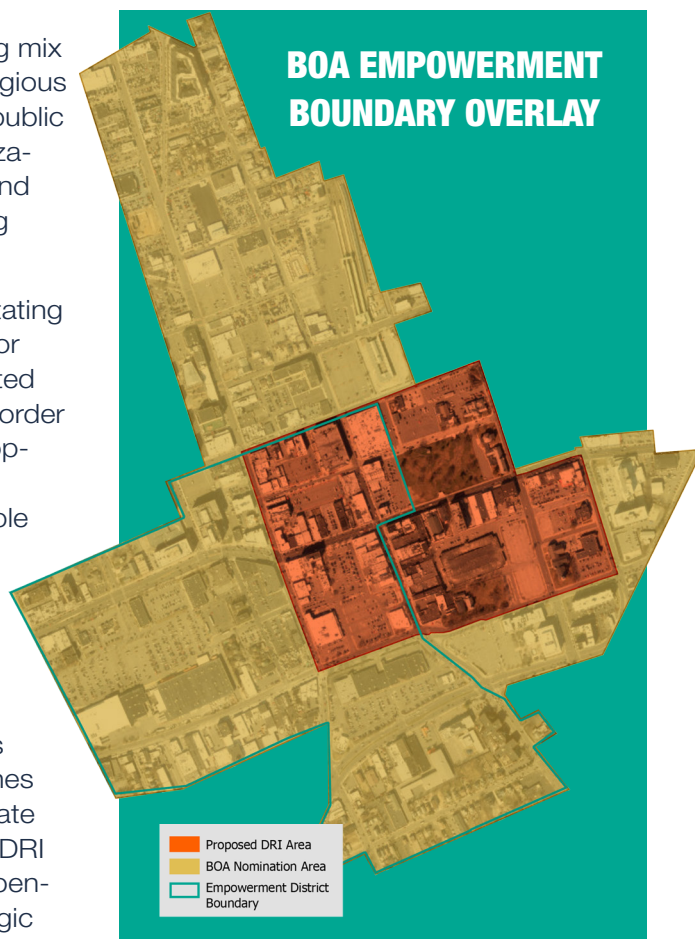 g mix
gious
public
za-
nd
g
tating
or
ted
order
op-
ble
s
nes
ate
DRI
pen-
gic
BOA EMPOWERMENT
BOUNDARY OVERLAY
Proposed DRI Area
BOA Nomination Area
Empowerment District
Boundary